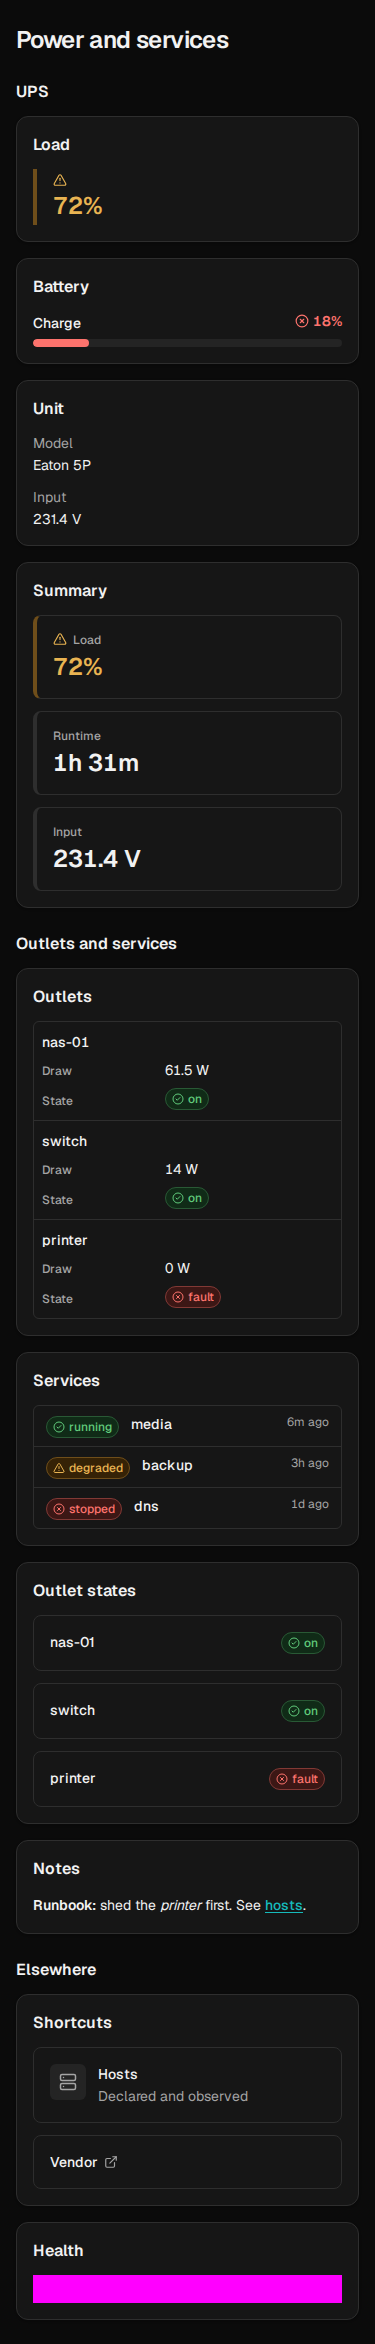 Power and services
UPS
Load
72%
Battery
Charge 18%
Unit
Model
Eaton 5P
Input
231.4 V
Summary
Load
72%
Runtime
1h 31m
Input
231.4 V
Outlets and services
Outlets
nas-01
Draw 61.5 W
State on
switch
Draw 14 W
State on
printer
Draw 0 W
State fault
Services
running media 6m ago
degraded backup 3h ago
stopped dns 1d ago
Outlet states
nas-01 on
switch on
printer fault
Notes
Runbook: shed the printer first. See hosts.
Elsewhere
Shortcuts
Hosts
Declared and observed
Vendor
Health